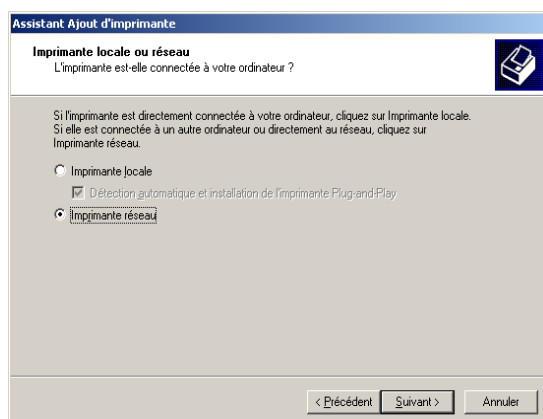 Assistant Ajout d'imprimante
Imprimante locale ou réseau
L'imprimante est-elle connectée à votre ordinateur ?
Si l'imprimante est directement connectée à votre ordinateur, cliquez sur Imprimante locale.
Si elle est connectée à un autre ordinateur ou directement au réseau, cliquez sur
Imprimante réseau.
Imprimante locale
Détection automatique et installation de l'imprimante Plug-and-Play
Imprimante réseau
< Précédent Suivant > Annuler